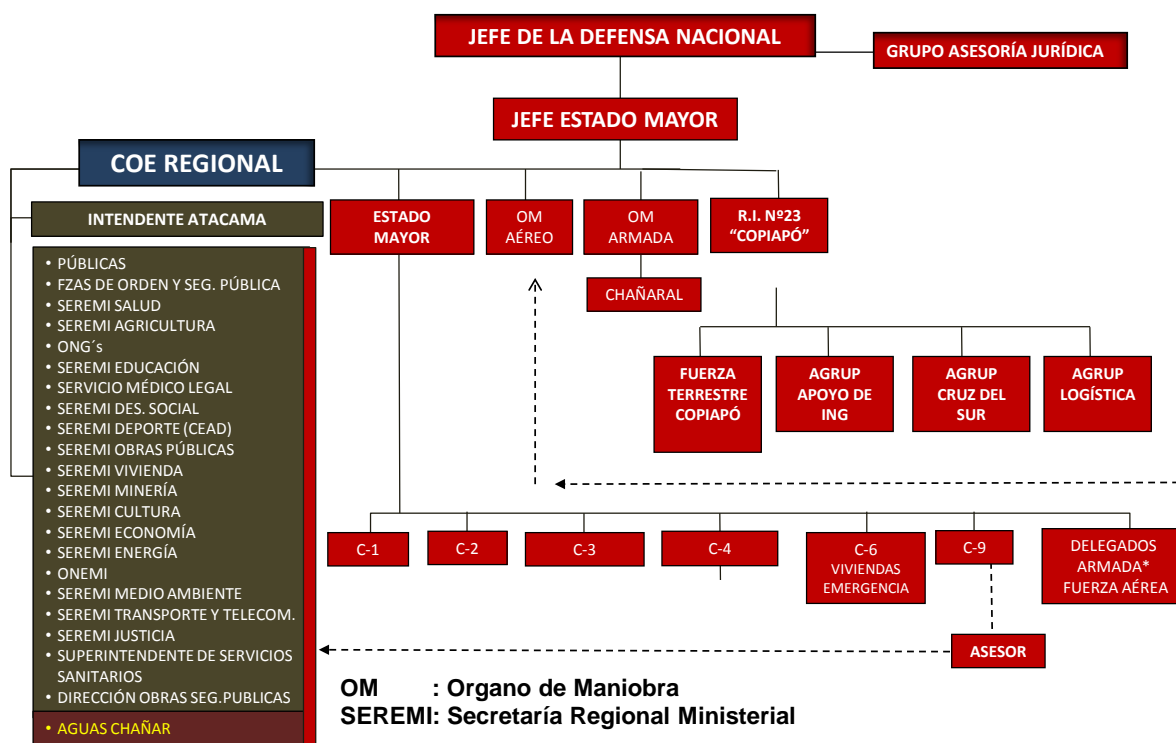 JEFE DE LA DEFENSA NACIONAL
GRUPO ASESORÍA JURÍDICA
JEFE ESTADO MAYOR
COE REGIONAL
INTENDENTE ATACAMA
ESTADO
MAYOR
OM
AÉREO
OM
ARMADA
R.I. Nº23
“COPIAPÓ”
CHAÑARAL
• PÚBLICAS
• FZAS DE ORDEN Y SEG. PÚBLICA
• SEREMI SALUD
• SEREMI AGRICULTURA
• ONG´s
• SEREMI EDUCACIÓN
• SERVICIO MÉDICO LEGAL
• SEREMI DES. SOCIAL
• SEREMI DEPORTE (CEAD)
• SEREMI OBRAS PÚBLICAS
• SEREMI VIVIENDA
• SEREMI MINERÍA
• SEREMI CULTURA
• SEREMI ECONOMÍA
• SEREMI ENERGÍA
• ONEMI
• SEREMI MEDIO AMBIENTE
• SEREMI TRANSPORTE Y TELECOM.
• SEREMI JUSTICIA
• SUPERINTENDENTE DE SERVICIOS
SANITARIOS
• DIRECCIÓN OBRAS SEG.PUBLICAS
• AGUAS CHAÑAR
FUERZA
TERRESTRE
COPIAPÓ
AGRUP
APOYO DE
ING
AGRUP
CRUZ DEL
SUR
AGRUP
LOGÍSTICA
C-1
C-2
C-3
C-4
C-6
VIVIENDAS
EMERGENCIA
C-9
DELEGADOS
ARMADA*
FUERZA AÉREA
ASESOR
OM : Organo de Maniobra
SEREMI: Secretaría Regional Ministerial